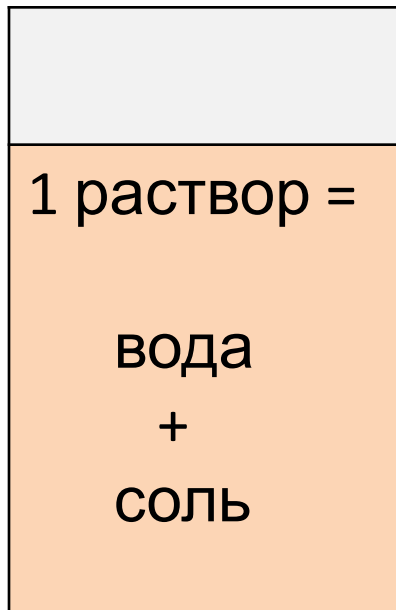 1 раствор =
вода
+
соль